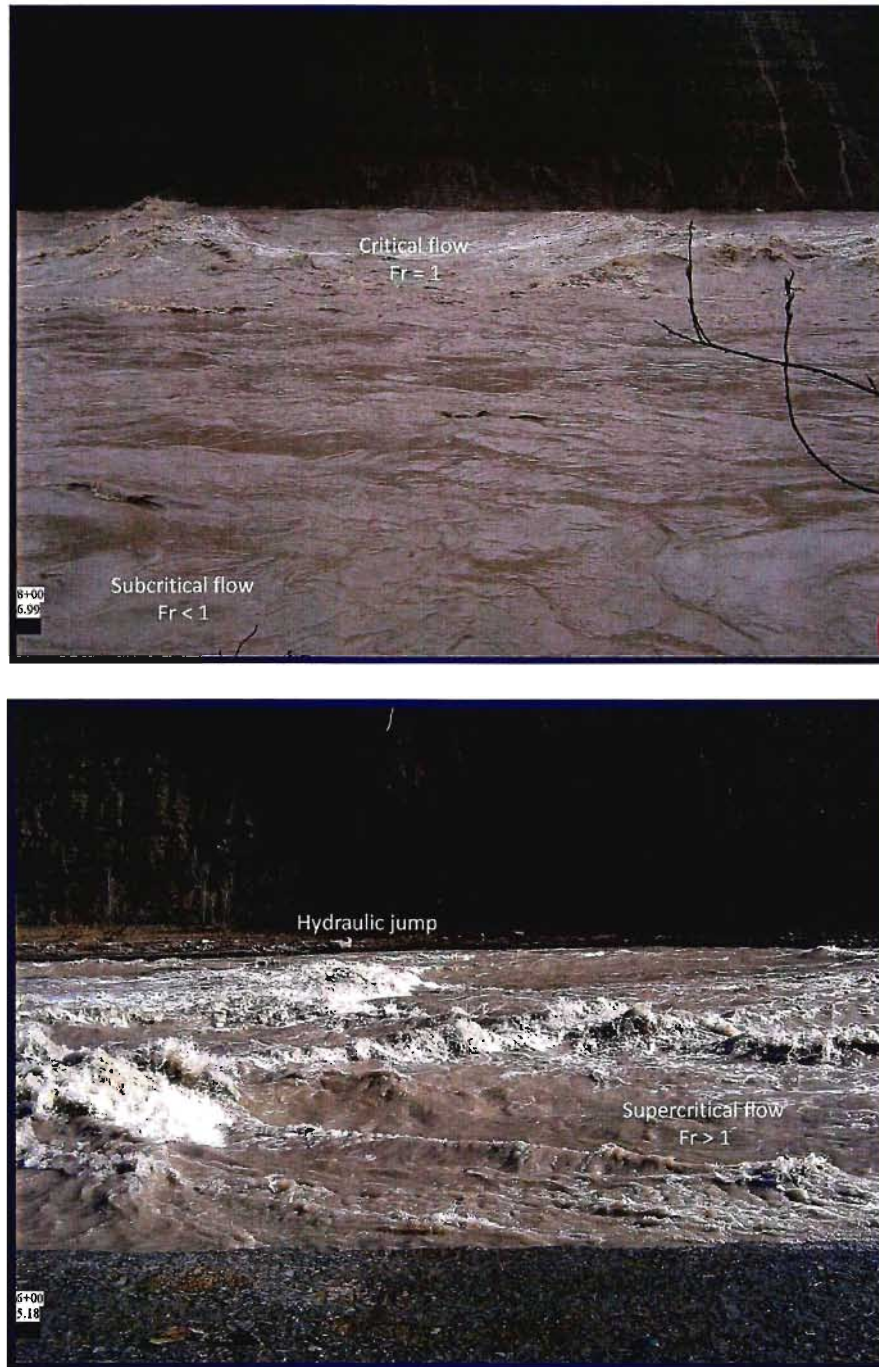 Critical flow
Fr = 1
Subcritical flow
Fr < 1
8+00
6.99
Hydraulic jump
Supercritical flow
Fr > 1
6+00
5.18